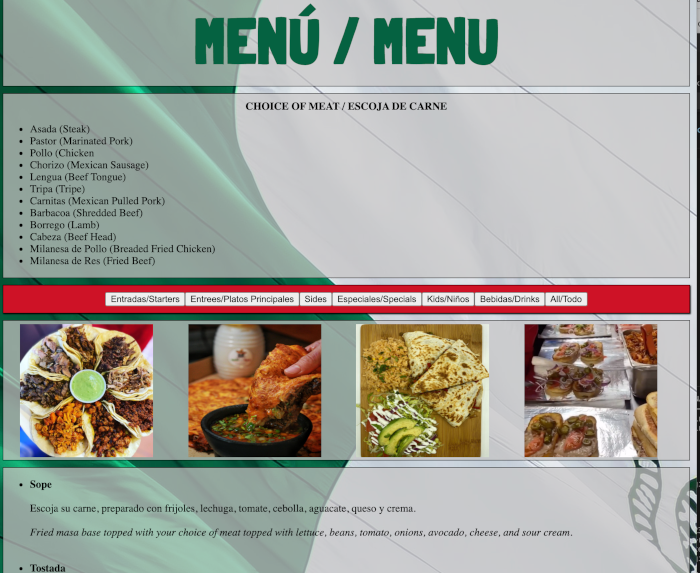 MENÚ / MENU
CHOICE OF MEAT / ESCOJA DE CARNE
Asada (Steak)
Pastor (Marinated Pork)
Pollo (Chicken
Chorizo (Mexican Sausage)
Lengua (Beef Tongue)
Tripa (Tripe)
Carnitas (Mexican Pulled Pork)
Barbacoa (Shredded Beef)
Borrego (Lamb)
Cabeza (Beef Head)
Milanesa de Pollo (Breaded Fried Chicken)
Milanesa de Res (Fried Beef)
Entradas/Starters Entrees/Platos Principales Sides Especiales/Specials Kids/Niños Bebidas/Drinks All/Todo
Sope
Escoja su carne, preparado con frijoles, lechuga, tomate, cebolla, aguacate, queso y crema.
Fried masa base topped with your choice of meat topped with lettuce, beans, tomato, onions, avocado, cheese, and sour cream.
Tostada